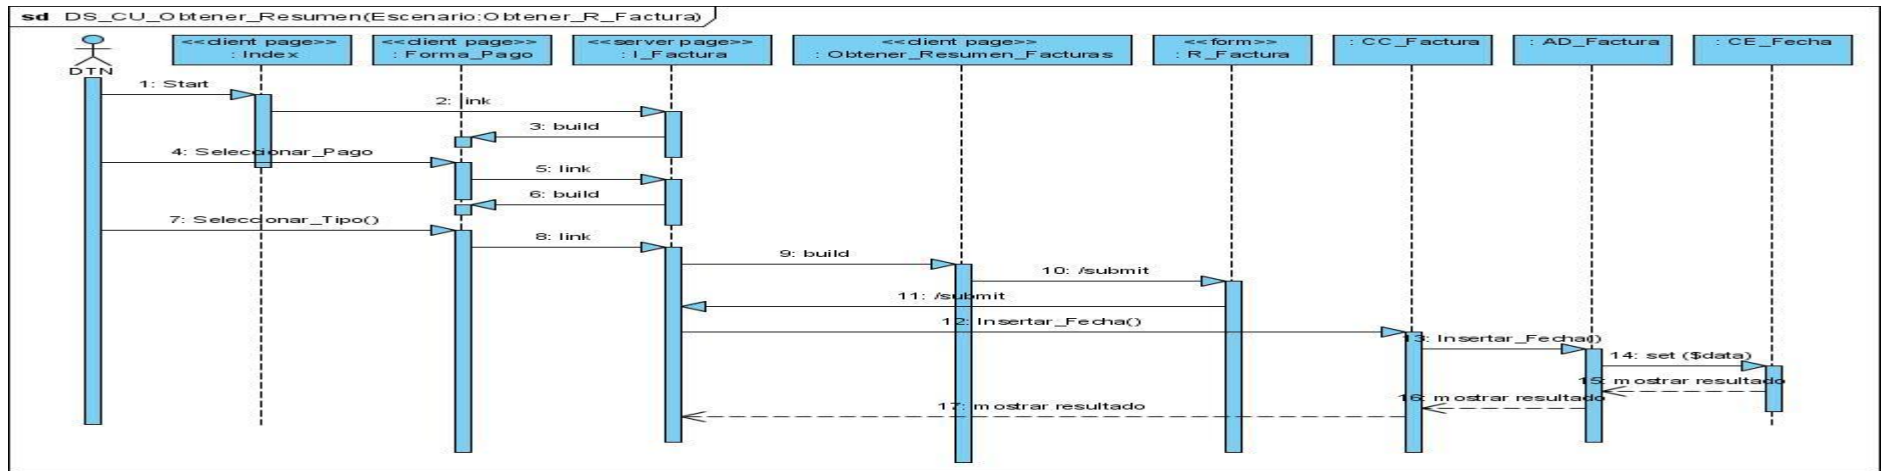 sd DS_CU_Obtener_Resumen(Escenario:Obtener_R_Factura)
DTN
<<client page>>
: Index
<<client page>>
: Forma_Pago
<<server page>>
: I_Factura
<<client page>>
: Obtener_Resumen_Facturas
<<form>>
: R_Factura
: CC_Factura
: AD_Factura
: CE_Fecha
1: Start
2: link
3: build
4: Seleccionar_Pago
5: link
6: build
7: Seleccionar_Tipo()
8: link
9: build
10: /submit
11: /submit
12: Insertar_Fecha()
13: Insertar_Fecha()
14: set ($data)
15: mostrar resultado
16: mostrar resultado
17: mostrar resultado